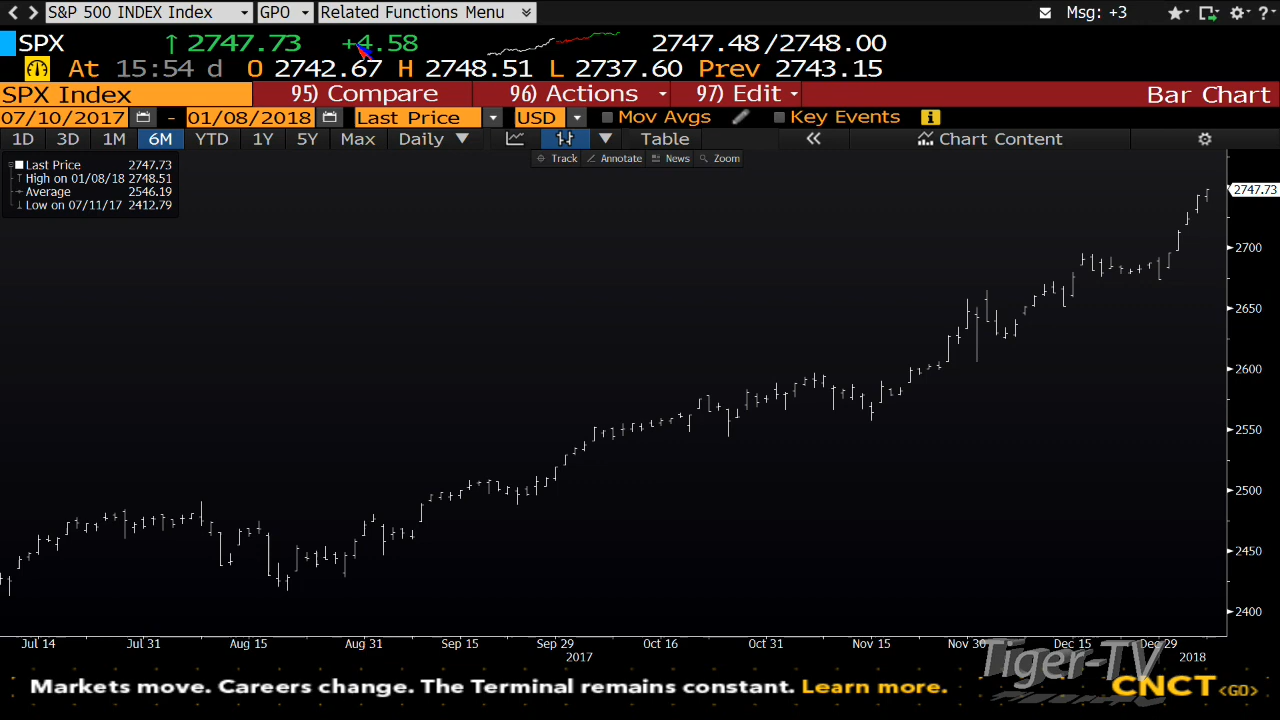 S&P 500 INDEX Index GPO Related Functions Menu Msg: +3
SPX ↑ 2747.73 +4.58 2747.48/2748.00
At 15:54 d O 2742.67 H 2748.51 L 2737.60 Prev 2743.15
SPX Index 95) Compare 96) Actions 97) Edit Bar Chart
07/10/2017 - 01/08/2018 Last Price USD Mov Avgs Key Events
1D 3D 1M 6M YTD 1Y 5Y Max Daily ▼ Table « Chart Content
Track Annotate News Zoom
Last Price 2747.73
High on 01/08/18 2748.51
Average 2546.19
Low on 07/11/17 2412.79
2747.73
2700
2650
2600
2550
2500
2450
2400
Jul 14 Jul 31 Aug 15 Aug 31 Sep 15 Sep 29 Oct 16 Oct 31 Nov 15 Nov 30 Dec 15 Dec 29
2017 2018
Tiger-TV
Markets move. Careers change. The Terminal remains constant. Learn more. CNCT <GO>